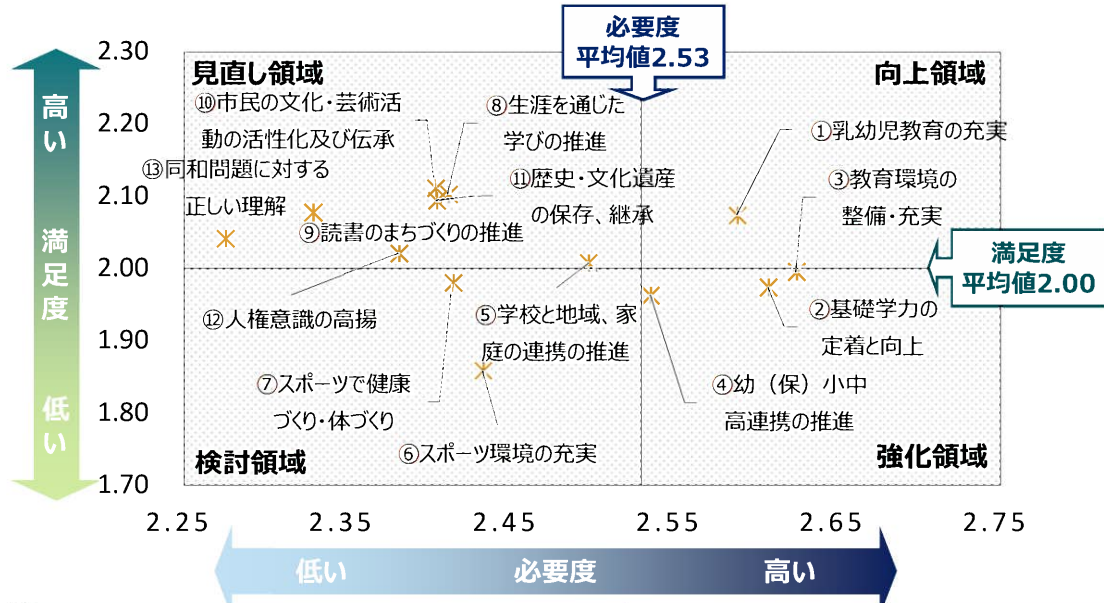 必要度
平均値2.53
2.30
2.20
2.10
2.00
1.90
1.80
1.70
高い
満足度
低い
見直し領域
向上領域
⑩市民の文化・芸術活
動の活性化及び伝承
⑧生涯を通じた
学びの推進
①乳幼児教育の充実
⑬同和問題に対する
正しい理解
⑪歴史・文化遺産
の保存、継承
③教育環境の
整備・充実
⑨読書のまちづくりの推進
満足度
平均値2.00
⑫人権意識の高揚
⑤学校と地域、家
庭の連携の推進
②基礎学力の
定着と向上
⑦スポーツで健康
づくり・体づくり
④幼（保）小中
高連携の推進
⑥スポーツ環境の充実
検討領域
強化領域
2.25
2.35
2.45
2.55
2.65
2.75
低い
必要度
高い